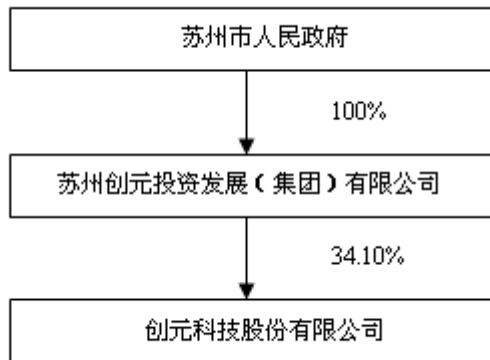 苏州市人民政府
100%
苏州创元投资发展（集团）有限公司
34.10%
创元科技股份有限公司